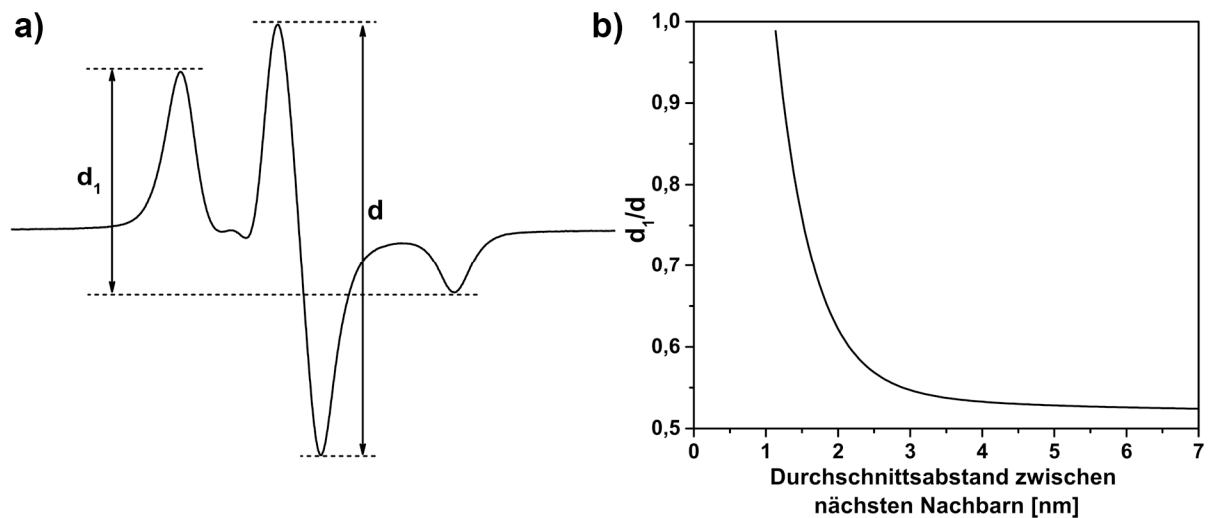 a)
d₁
d
b)
1,0
0,9
0,8
0,7
0,6
0,5
d₁/d
0 1 2 3 4 5 6 7
Durchschnittsabstand zwischen
nächsten Nachbarn [nm]